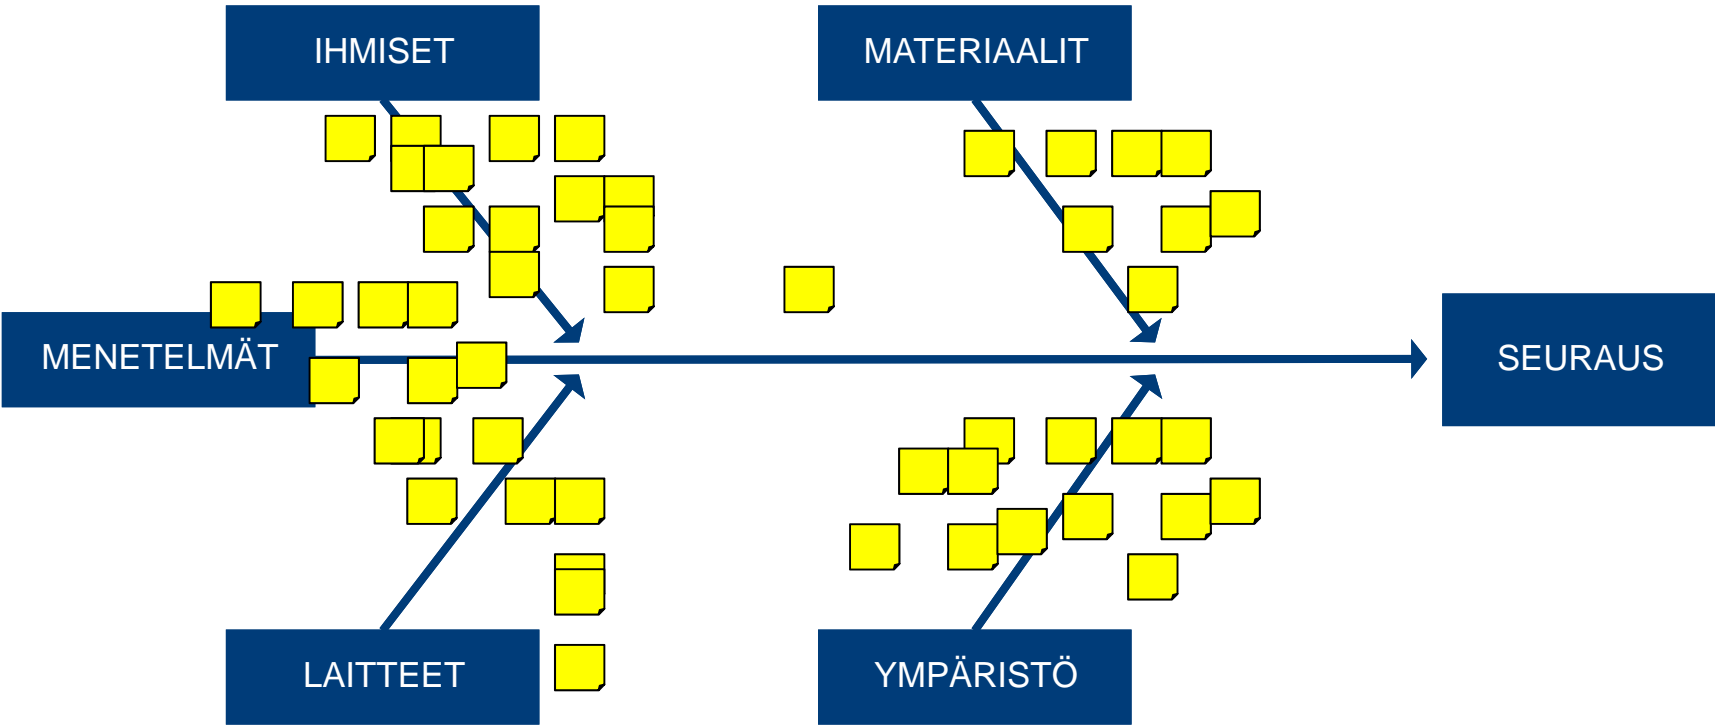 IHMISET
MATERIAALIT
MENETELMÄT
SEURAUS
LAITTEET
YMPÄRISTÖ